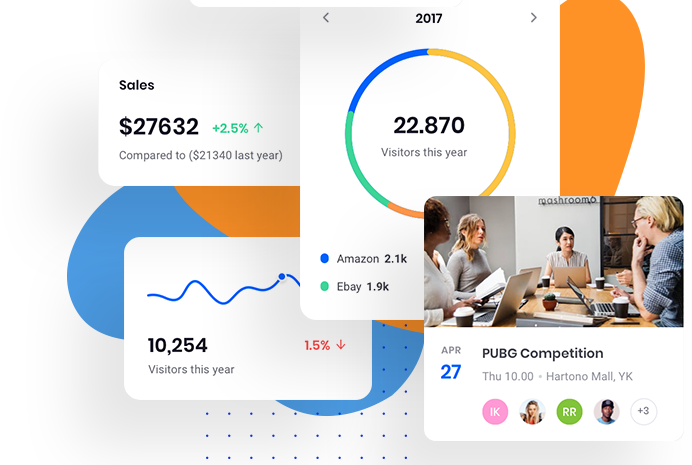 2017
Sales
$27632 +2.5%
Compared to ($21340 last year)
22.870
Visitors this year
Amazon 2.1k
Ebay 1.9k
10,254 1.5%
Visitors this year
mashroomo
APR
27
PUBG Competition
Thu 10.00 • Hartono Mall, YK
IK
RR
+3